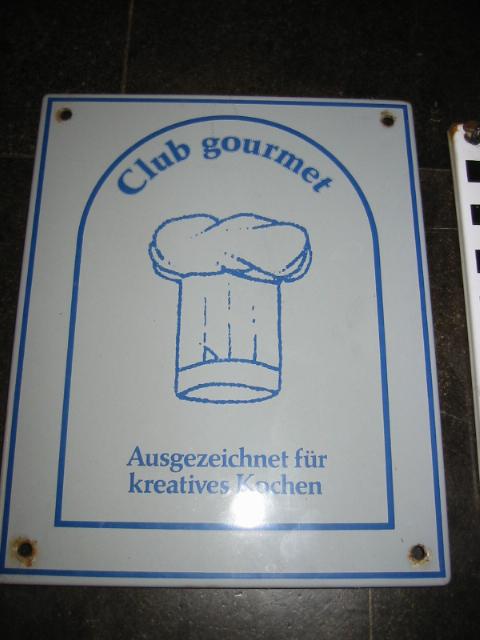 Club gourmet
Ausgezeichnet für
kreatives Kochen